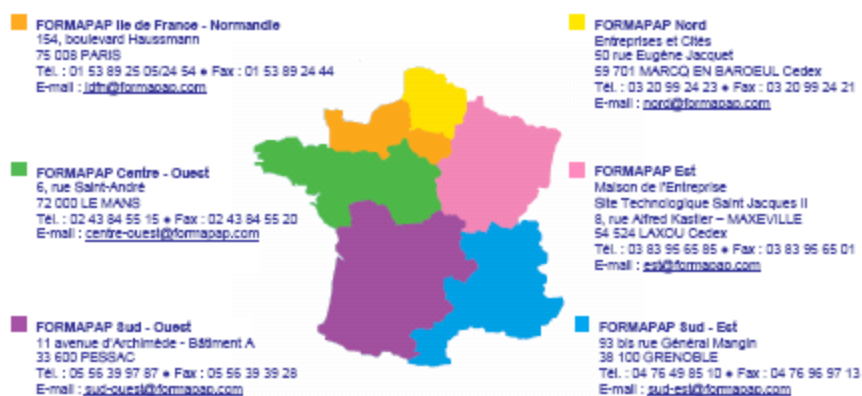 FORMAPAP Ile de France - Normandie
154, boulevard Haussmann
75 008 PARIS
Tél. : 01 53 89 25 05/24 54 • Fax : 01 53 89 24 44
E-mail : idfn@formapap.com
FORMAPAP Centre - Ouest
6, rue Saint-André
72 000 LE MANS
Tél. : 02 43 84 55 15 • Fax : 02 43 84 55 20
E-mail : centre-ouest@formapap.com
FORMAPAP Sud - Ouest
11 avenue d'Archimède - Bâtiment A
33 600 PESSAC
Tél. : 05 56 39 97 87 • Fax : 05 56 39 39 28
E-mail : sud-ouest@formapap.com
FORMAPAP Nord
Entreprises et Cités
50 rue Eugène Jacquet
59 701 MARCQ EN BAROEUL Cedex
Tél. : 03 20 99 24 23 • Fax : 03 20 99 24 21
E-mail : nord@formapap.com
FORMAPAP Est
Maison de l'Entreprise
Site Technologique Saint Jacques II
8, rue Alfred Kastler – MAXEVILLE
54 524 LAXOU Cedex
Tél. : 03 83 95 65 85 • Fax : 03 83 95 65 01
E-mail : est@formapap.com
FORMAPAP Sud - Est
93 bis rue Général Mangin
38 100 GRENOBLE
Tél. : 04 76 49 85 10 • Fax : 04 76 96 97 13
E-mail : sud-est@formapap.com